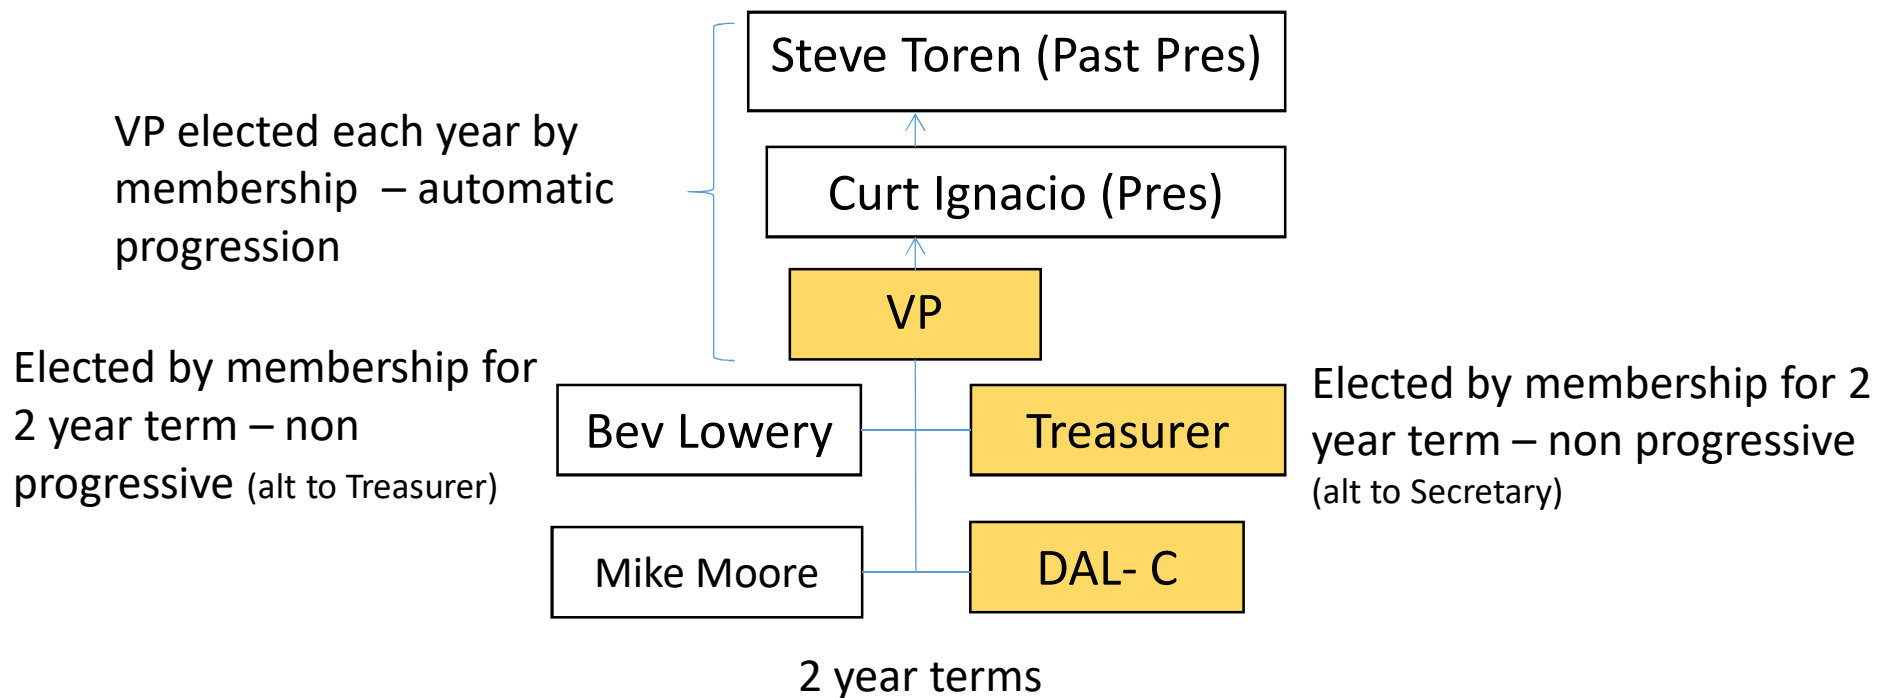 Steve Toren (Past Pres)
VP elected each year by
membership – automatic
progression
Curt Ignacio (Pres)
VP
Elected by membership for
2 year term – non
progressive (alt to Treasurer)
Bev Lowery
Treasurer
Elected by membership for 2
year term – non progressive
(alt to Secretary)
Mike Moore
DAL- C
2 year terms